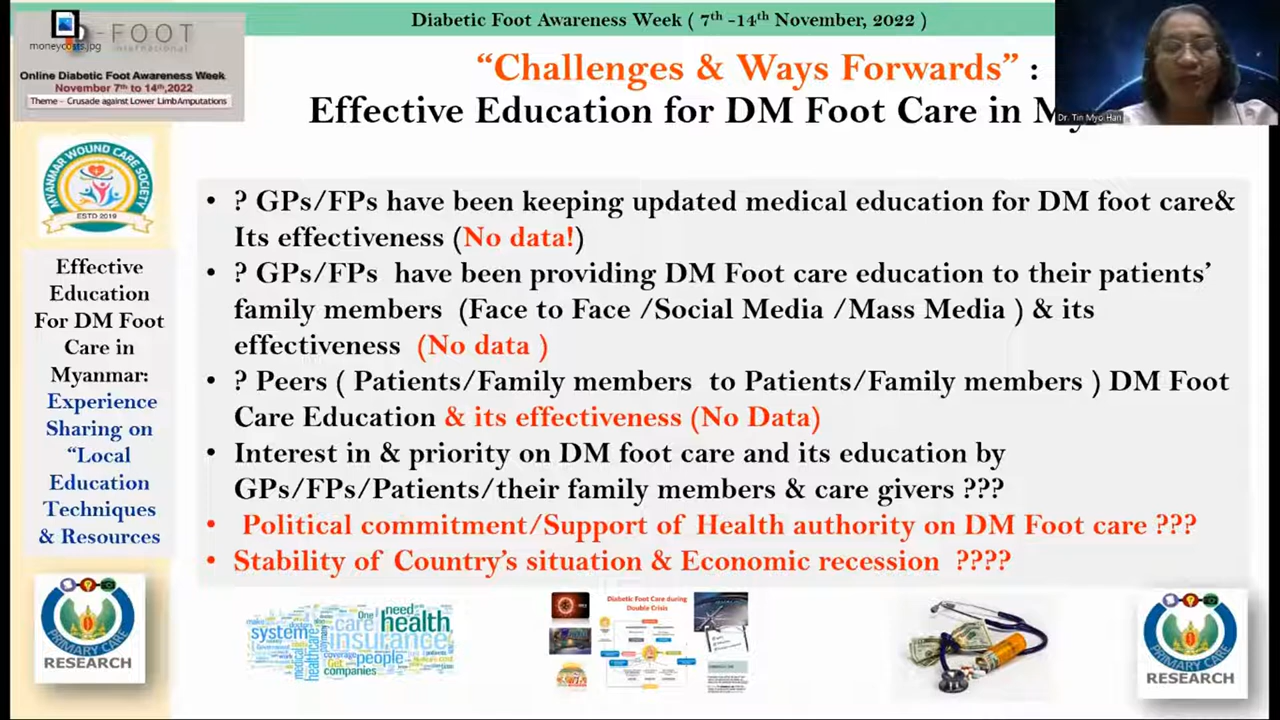 Diabetic Foot Awareness Week ( 7th -14th November, 2022 )
moneycosts.jpg
D-FOOT
international
Online Diabetic Foot Awareness Week
November 7th to 14th,2022
Theme – Crusade against Lower LimbAmputations
“Challenges & Ways Forwards” :
Effective Education for DM Foot Care in My
Dr. Tin Myo Han
MYANMAR WOUND CARE SOCIETY
ESTD 2019
Effective
Education
For DM Foot
Care in
Myanmar:
Experience
Sharing on
“Local
Education
Techniques
& Resources
• ? GPs/FPs have been keeping updated medical education for DM foot care&
Its effectiveness (No data!)
• ? GPs/FPs have been providing DM Foot care education to their patients’
family members (Face to Face /Social Media /Mass Media ) & its
effectiveness (No data )
• ? Peers ( Patients/Family members to Patients/Family members ) DM Foot
Care Education & its effectiveness (No Data)
• Interest in & priority on DM foot care and its education by
GPs/FPs/Patients/their family members & care givers ???
• Political commitment/Support of Health authority on DM Foot care ???
• Stability of Country’s situation & Economic recession ????
PRIMARY CARE
RESEARCH
One need
care health
system insurance
coverage people
Get
companies
Diabetic Foot Care during
Double Crisis
PRIMARY CARE
RESEARCH